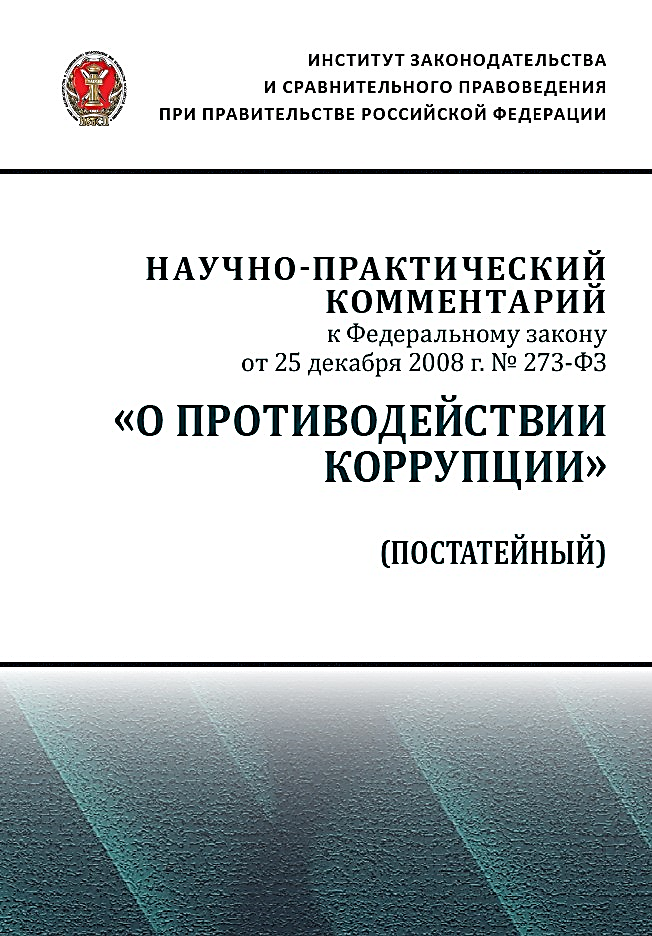 ИНСТИТУТ ЗАКОНОДАТЕЛЬСТВА
И СРАВНИТЕЛЬНОГО ПРАВОВЕДЕНИЯ
ПРИ ПРАВИТЕЛЬСТВЕ РОССИЙСКОЙ ФЕДЕРАЦИИ
НАУЧНО-ПРАКТИЧЕСКИЙ
КОММЕНТАРИЙ
к Федеральному закону
от 25 декабря 2008 г. № 273-ФЗ
«О ПРОТИВОДЕЙСТВИИ
КОРРУПЦИИ»
(ПОСТАТЕЙНЫЙ)